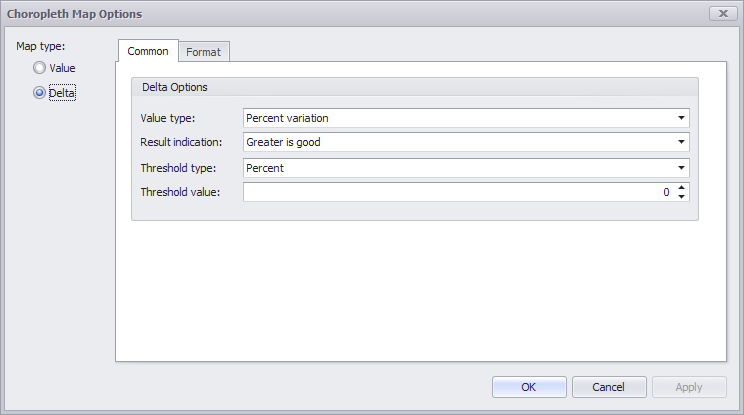 Choropleth Map Options
Map type:
Value
Delta
Common Format
Delta Options
Value type: Percent variation
Result indication: Greater is good
Threshold type: Percent
Threshold value: 0
OK Cancel Apply